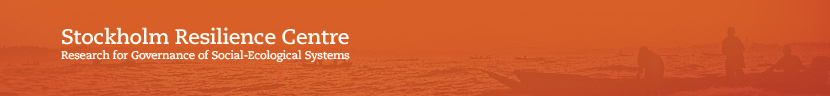 Stockholm Resilience Centre
Research for Governance of Social-Ecological Systems